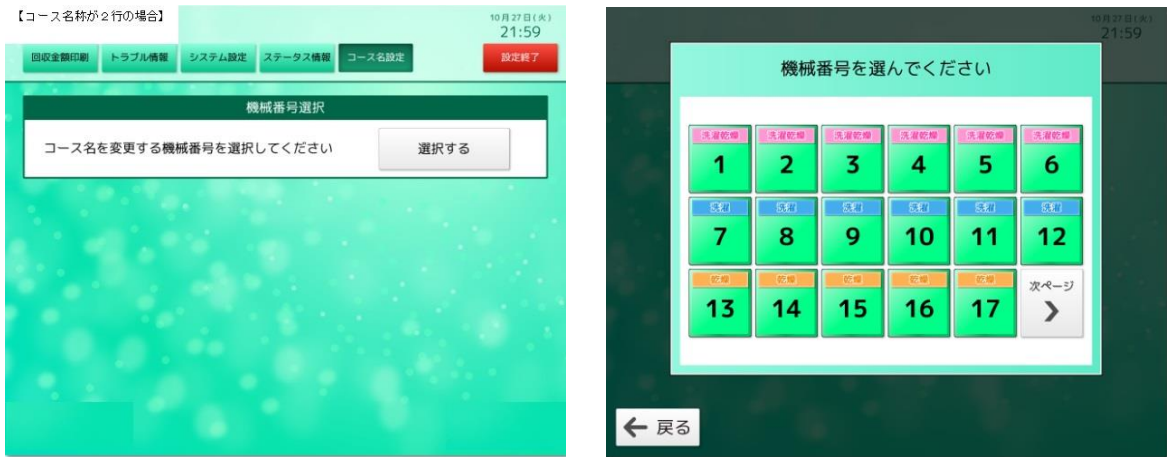 【コース名称が２行の場合】
10月27日(火)
21:59
回収金額印刷
トラブル情報
システム設定
ステータス情報
コース名設定
設定終了
機械番号選択
コース名を変更する機械番号を選択してください
選択する
10月27日(火)
21:59
機械番号を選んでください
洗濯乾燥 洗濯乾燥 洗濯乾燥 洗濯乾燥 洗濯乾燥 洗濯乾燥
1 2 3 4 5 6
洗濯 洗濯 洗濯 洗濯 洗濯 洗濯
7 8 9 10 11 12
乾燥 乾燥 乾燥 乾燥 乾燥
13 14 15 16 17
次ページ
戻る